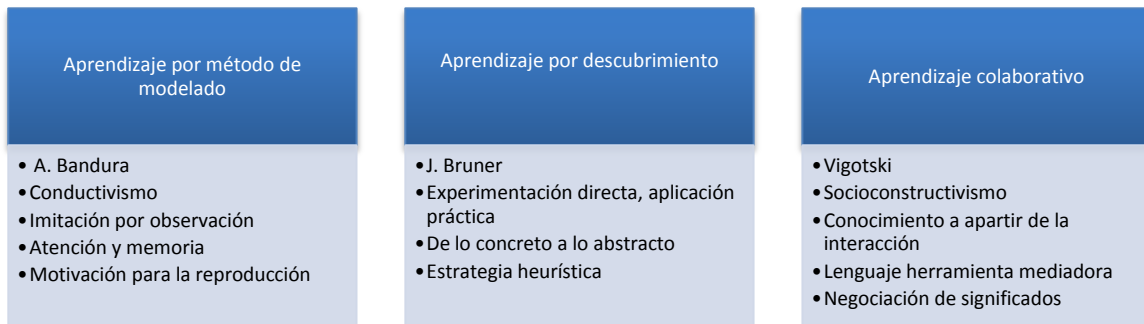 Aprendizaje por método de
modelado
• A. Bandura
• Conductivismo
• Imitación por observación
• Atención y memoria
• Motivación para la reproducción
Aprendizaje por descubrimiento
• J. Bruner
• Experimentación directa, aplicación
práctica
• De lo concreto a lo abstracto
• Estrategia heurística
Aprendizaje colaborativo
• Vigotski
• Socioconstructivismo
• Conocimiento a apartir de la
interacción
• Lenguaje herramienta mediadora
• Negociación de significados